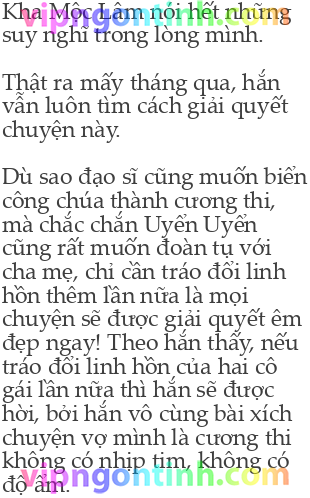 Kha Mộc Lâm nói hết những
vipngontinh.com
suy nghĩ trong lòng mình.
Thật ra mấy tháng qua, hắn
vẫn luôn tìm cách giải quyết
chuyện này.
Dù sao đạo sĩ cũng muốn biển
công chúa thành cương thi,
mà chắc chắn Uyển Uyển
cũng rất muốn đoàn tụ với
cha mẹ, chỉ cần tráo đổi linh
hồn thêm lần nữa là mọi
chuyện sẽ được giải quyết êm
đẹp ngay! Theo hắn thấy, nếu
tráo đổi linh hồn của hai cô
gái lần nữa thì hắn sẽ được
hời, bởi hắn vô cùng bài xích
chuyện vợ mình là cương thi
không có nhịp tim, không có
vipngontinh.com
độ ấm.